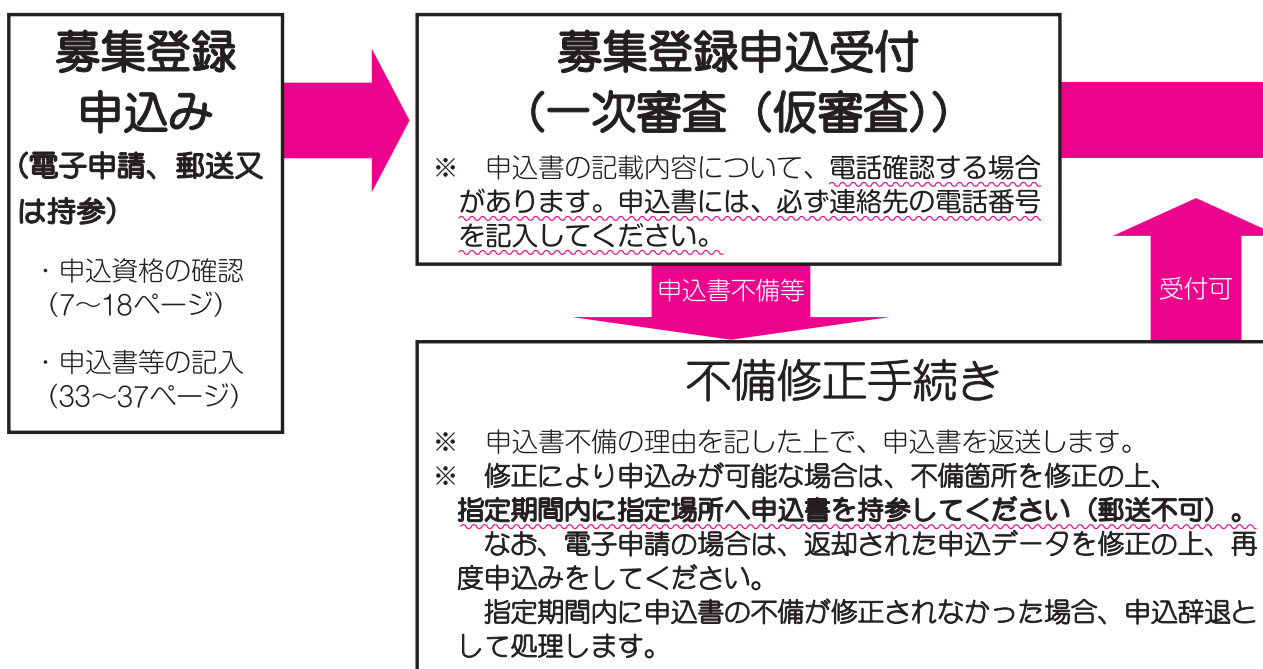 募集登録
申込み
(電子申請、郵送又
は持参)
・申込資格の確認
(7～18ページ)
・申込書等の記入
(33～37ページ)
募集登録申込受付
(一次審査（仮審査）)
※　申込書の記載内容について、電話確認する場合
があります。申込書には、必ず連絡先の電話番号
を記入してください。
申込書不備等
受付可
不備修正手続き
※　申込書不備の理由を記した上で、申込書を返送します。
※　修正により申込みが可能な場合は、不備箇所を修正の上、
指定期間内に指定場所へ申込書を持参してください（郵送不可）。
なお、電子申請の場合は、返却された申込データを修正の上、再
度申込みをしてください。
指定期間内に申込書の不備が修正されなかった場合、申込辞退と
して処理します。